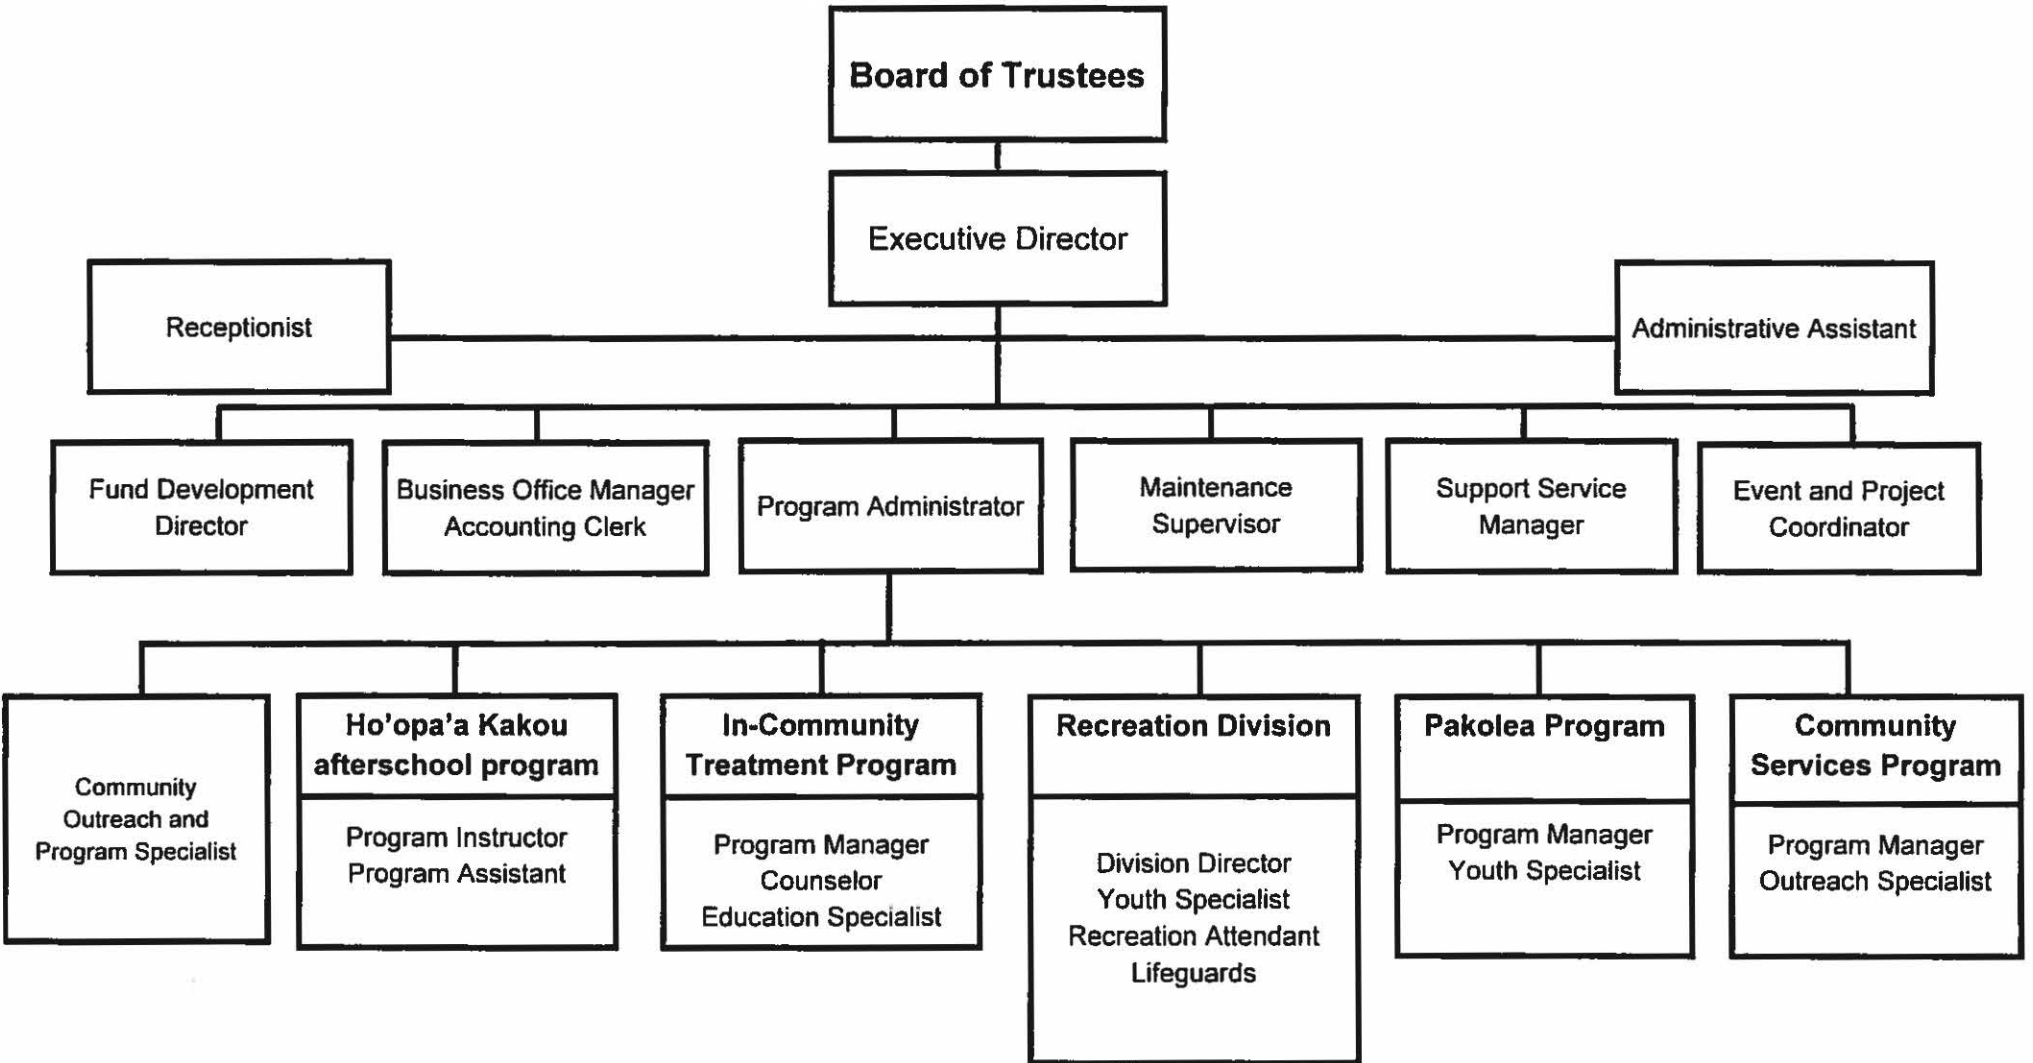 Board of Trustees
Executive Director
Receptionist
Administrative Assistant
Fund Development
Director
Business Office Manager
Accounting Clerk
Program Administrator
Maintenance
Supervisor
Support Service
Manager
Event and Project
Coordinator
Community
Outreach and
Program Specialist
Ho'opa'a Kakou
afterschool program
Program Instructor
Program Assistant
In-Community
Treatment Program
Program Manager
Counselor
Education Specialist
Recreation Division
Division Director
Youth Specialist
Recreation Attendant
Lifeguards
Pakolea Program
Program Manager
Youth Specialist
Community
Services Program
Program Manager
Outreach Specialist